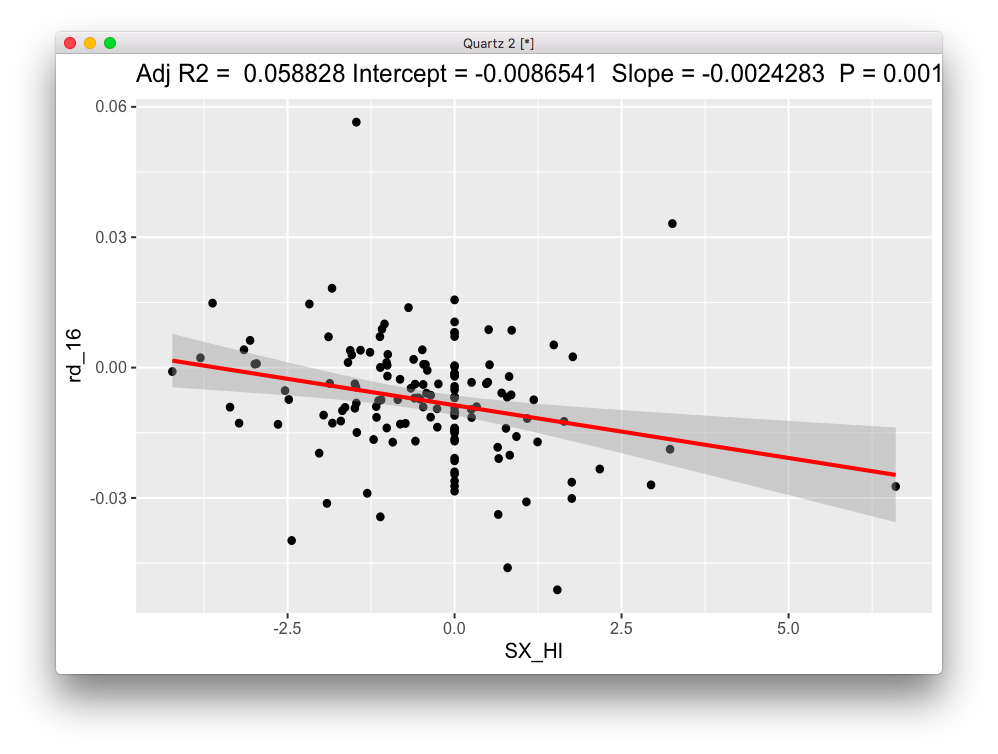 Quartz 2 [*]
Adj R2 =  0.058828 Intercept = -0.0086541  Slope = -0.0024283  P = 0.001
0.06
0.03
0.00
-0.03
rd_16
-2.5
0.0
2.5
5.0
SX_HI